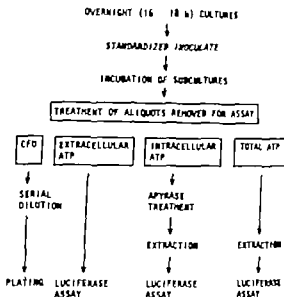 OVERNIGHT (16 18 h) CULTURES
STANDARDIZED INOCULATE
INCUBATION OF SUBCULTURES
TREATMENT OF ALIQUOTS REMOVED FOR ASSAY
CFU
EXTRACELLULAR ATP
INTRACELLULAR ATP
TOTAL ATP
SERIAL DILUTION
APYRASE TREATMENT
EXTRACTION
EXTRACTION
PLATING
LUCIFERASE ASSAY
LUCIFERASE ASSAY
LUCIFERASE ASSAY